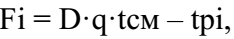 Fi = D·q·tсм – tpi,